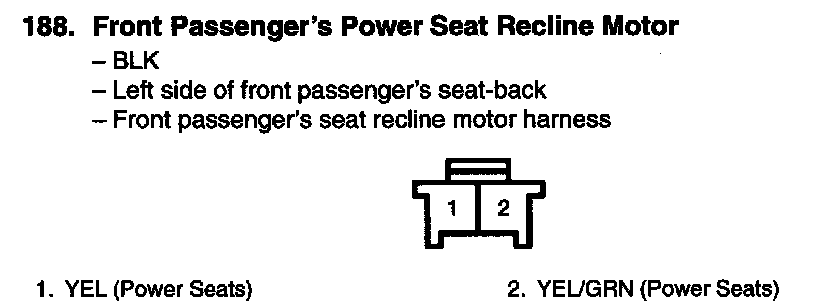 188. Front Passenger's Power Seat Recline Motor
– BLK
– Left side of front passenger's seat-back
– Front passenger's seat recline motor harness
1 2
1. YEL (Power Seats) 2. YEL/GRN (Power Seats)